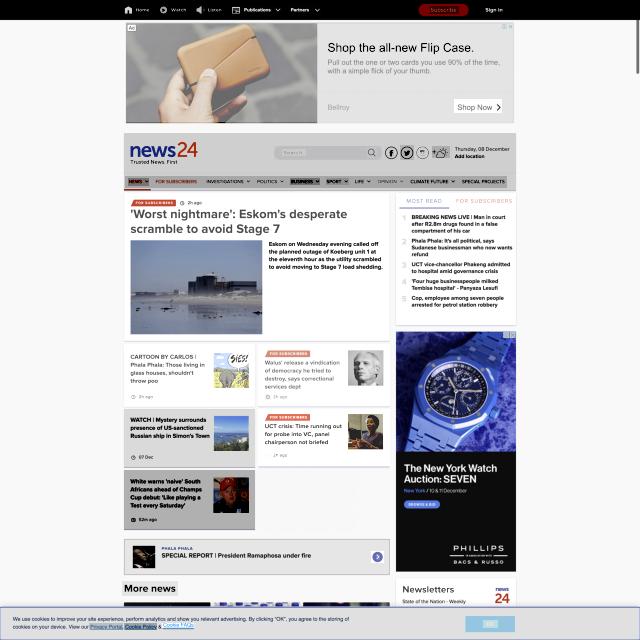 Home Watch Listen Publications Partners Subscribe Sign in
Ad
Shop the all-new Flip Case.
Pull out the one or two cards you use 90% of the time,
with a simple flick of your thumb.
Bellroy Shop Now
news24
Trusted News. First
Search
Thursday, 08 December
Add location
NEWS FOR SUBSCRIBERS INVESTIGATIONS POLITICS BUSINESS SPORT LIFE OPINION CLIMATE FUTURE SPECIAL PROJECTS
FOR SUBSCRIBERS 2h ago
'Worst nightmare': Eskom's desperate
scramble to avoid Stage 7
Eskom on Wednesday evening called off
the planned outage of Koeberg unit 1 at
the eleventh hour as the utility scrambled
to avoid moving to Stage 7 load shedding.
MOST READ FOR SUBSCRIBERS
1 BREAKING NEWS LIVE | Man in court
after R2.8m drugs found in a false
compartment of his car
2 Phala Phala: It's all political, says
Sudanese businessman who now wants
refund
3 UCT vice-chancellor Phakeng admitted
to hospital amid governance crisis
4 'Four huge businesspeople milked
Tembisa hospital' - Panyaza Lesufi
5 Cop, employee among seven people
arrested for petrol station robbery
CARTOON BY CARLOS |
Phala Phala: Those living in
glass houses, shouldn't
throw poo
SIES!
FOR SUBSCRIBERS
Walus' release a vindication
of democracy he tried to
destroy, says correctional
services dept
WATCH | Mystery surrounds
presence of US-sanctioned
Russian ship in Simon's Town
07 Dec
FOR SUBSCRIBERS
UCT crisis: Time running out
for probe into VC, panel
chairperson not briefed
White warns 'naive' South
Africans ahead of Champs
Cup debut: 'Like playing a
Test every Saturday'
52m ago
The New York Watch
Auction: SEVEN
New York / 10 & 11 December
BROWSE & BID
PHILLIPS
BACS & RUSSO
PHALA PHALA
SPECIAL REPORT | President Ramaphosa under fire
More news
Newsletters
State of the Nation - Weekly
news
24
We use cookies to improve your site experience, perform analytics and show you relevant advertising. By clicking "OK", you agree to the storing of
cookies on your device. View our Privacy Portal, Cookie Policy & Cookie FAQs